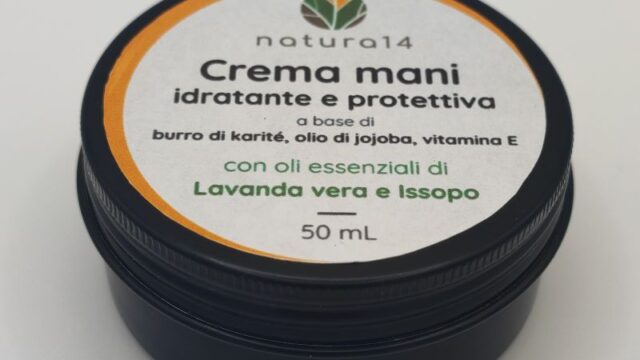 natura14
Crema mani
idratante e protettiva
a base di
burro di karité, olio di jojoba, vitamina E
con oli essenziali di
Lavanda vera e Issopo
50 mL